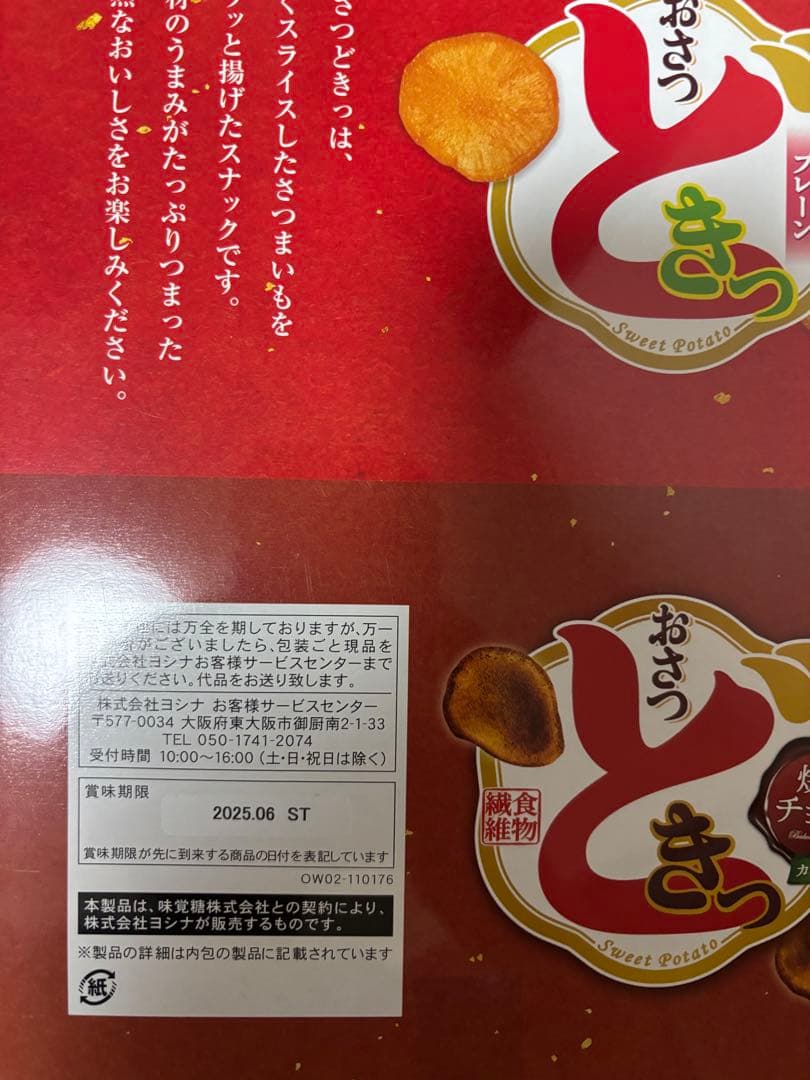 さつどきっは、
くスライスしたさつまいもを
ッと揚げたスナックです。
のうまみがたっぷりつまった
なおいしさをお楽しみください。
おさつ
どきっ
プレーン
Sweet Potato
には万全を期しておりますが、万一
がございましたら、包装ごと現品を
株式会社ヨシナお客様サービスセンターまで
お送りください。代品をお送り致します。
株式会社ヨシナ お客様サービスセンター
〒577-0034 大阪府東大阪市御厨南2-1-33
TEL 050-1741-2074
受付時間 10:00〜16:00（土・日・祝日は除く）
賞味期限
2025.06 ST
賞味期限が先に到来する商品の日付を表記しています
OW02-110176
本製品は、味覚糖株式会社との契約により、
株式会社ヨシナが販売するものです。
※製品の詳細は内包の製品に記載されています
紙
おさつ
どきっ
食物
繊維
チョ
カ
Sweet Potato